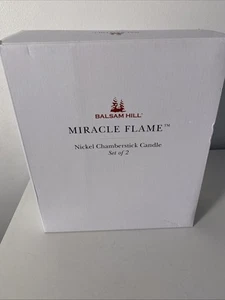 BALSAM HILL
MIRACLE FLAME™
Nickel Chamberstick Candle
Set of 2